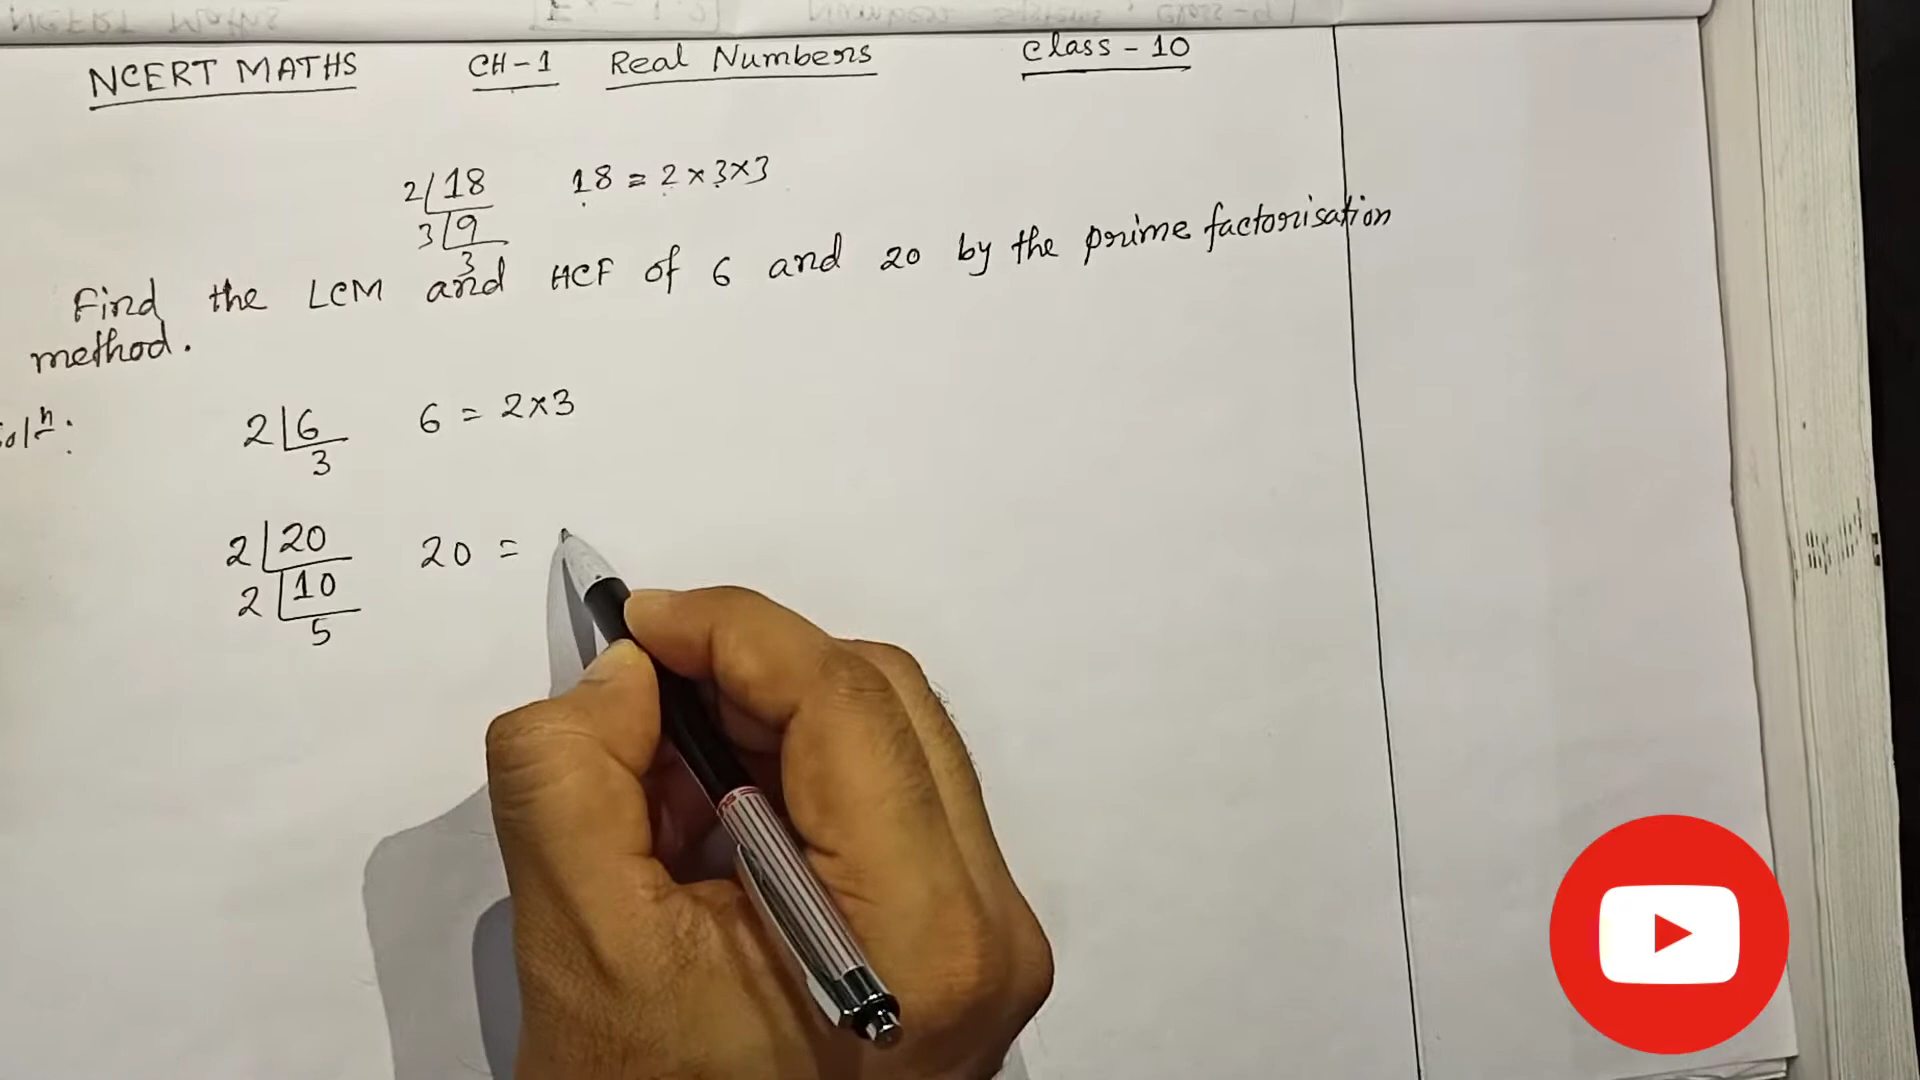 NCERT MATHS CH-1 Real Numbers Class-10
2 18 18 = 2×3×3
3 9
3
Find the LCM and HCF of 6 and 20 by the prime factorisation
method.
Solⁿ: 2 6 6 = 2×3
3
2 20 20 =
2 10
5